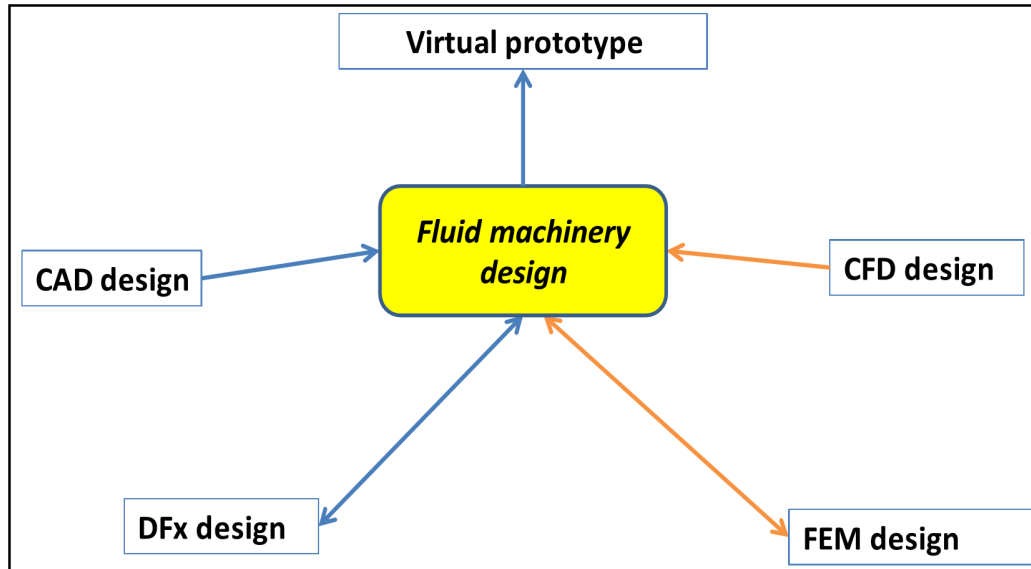 Virtual prototype
Fluid machinery
design
CAD design
CFD design
DFx design
FEM design